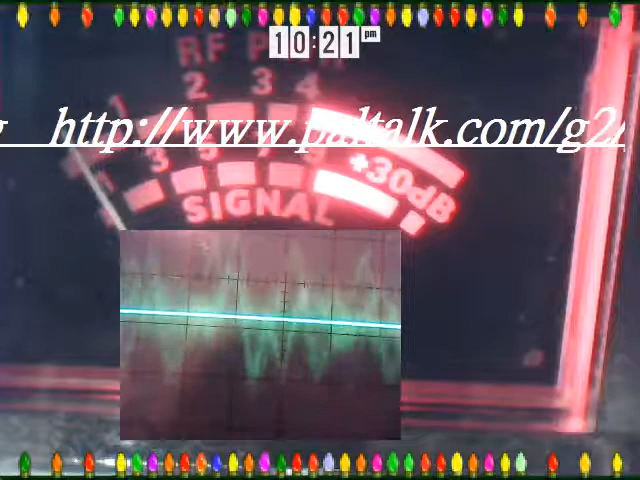 10:21 pm
RF P
1 2 3 4
http://www.paltalk.com/g2/
1 3 5 7 9 +30dB
SIGNAL